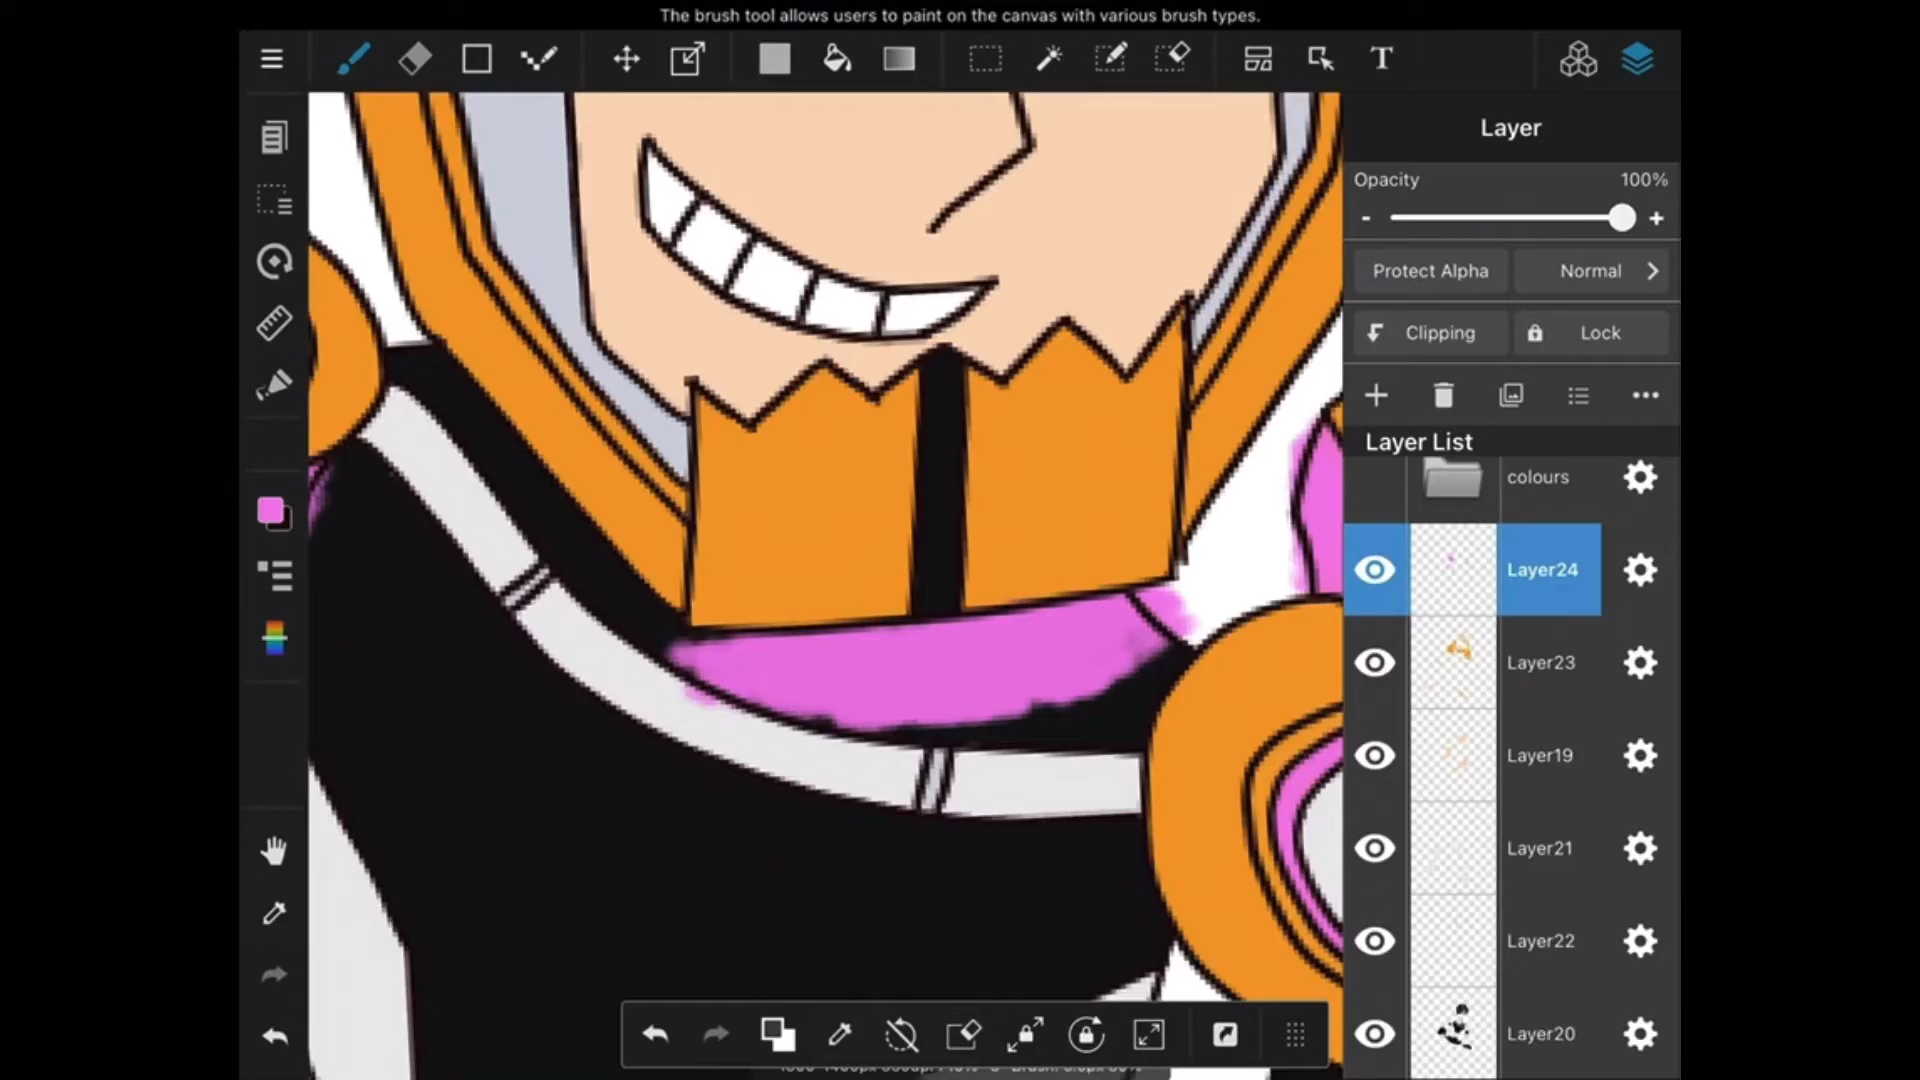 The brush tool allows users to paint on the canvas with various brush types.
T
Layer
Opacity 100%
- +
Protect Alpha Normal
Clipping Lock
Layer List
colours
Layer24
Layer23
Layer19
Layer21
Layer22
Layer20